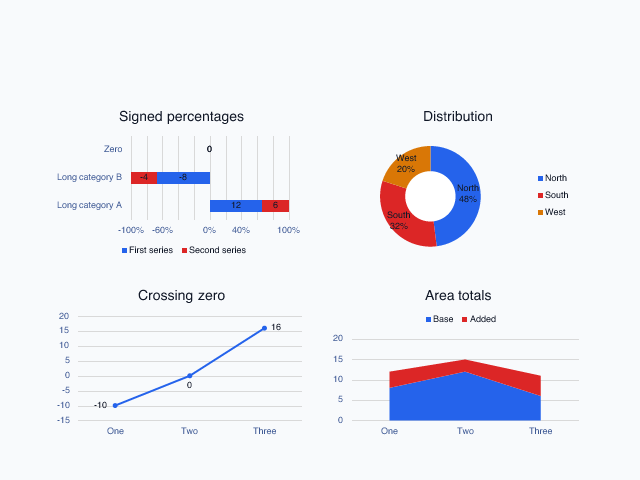 Signed percentages
Zero
0
Long category B
-4
-8
Long category A
12
6
-100%
-60%
0%
40%
100%
First series
Second series
Distribution
West
20%
North
48%
South
32%
North
South
West
Crossing zero
20
15
10
5
0
-5
-10
-15
-10
0
16
One
Two
Three
Area totals
Base
Added
20
15
10
5
0
One
Two
Three